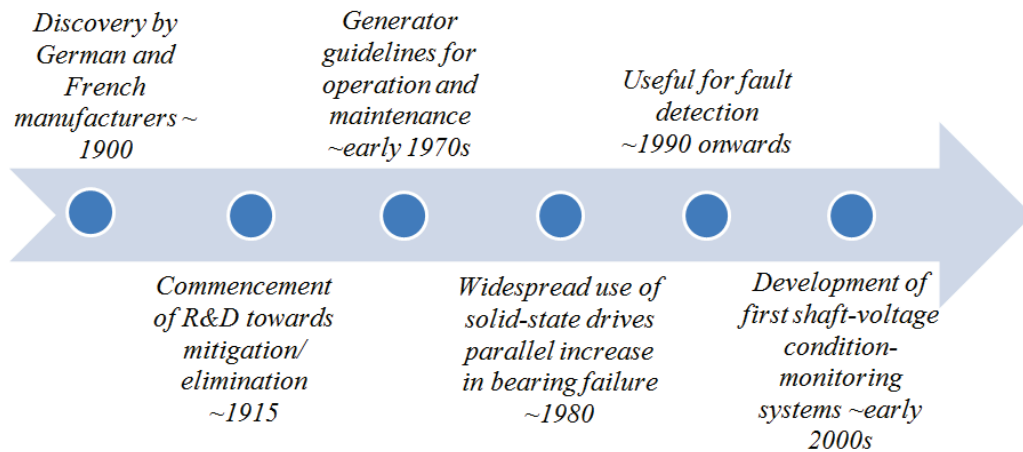 Discovery by
German and
French
manufacturers ~
1900
Commencement
of R&D towards
mitigation/
elimination
~1915
Generator
guidelines for
operation and
maintenance
~early 1970s
Widespread use of
solid-state drives
parallel increase
in bearing failure
~1980
Useful for fault
detection
~1990 onwards
Development of
first shaft-voltage
condition-
monitoring
systems ~early
2000s